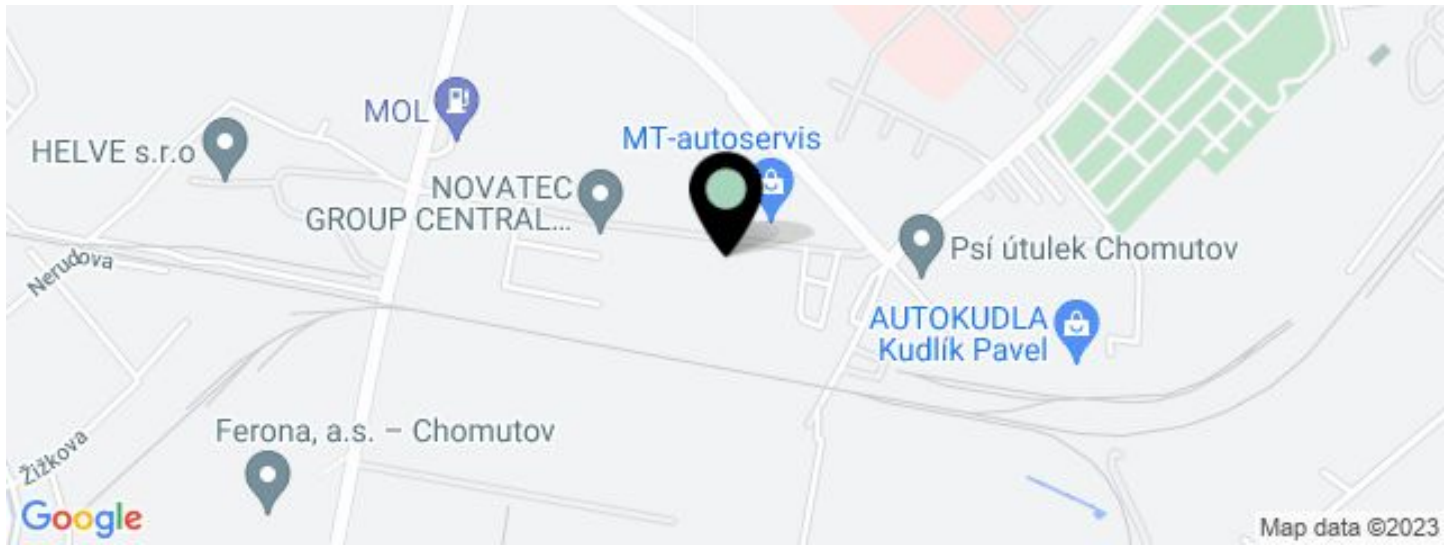 MOL
MT-autoservis
HELVE s.r.o
NOVATEC
GROUP CENTRAL...
Psí útulek Chomutov
Nerudova
AUTOKUDLA
Kudlík Pavel
Ferona, a.s. – Chomutov
Žižkova
Google
Map data ©2023